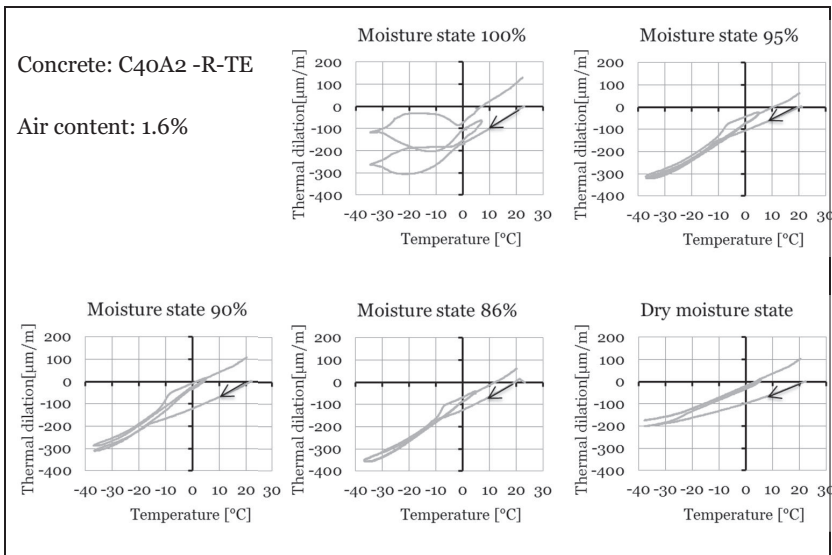 Concrete: C40A2 -R-TE
Air content: 1.6%
Moisture state 100%
Thermal dilation[µm/m]
200
100
0
-100
-200
-300
-400
-40 -30 -20 -10 0 10 20 30
Temperature [°C]
Moisture state 95%
Thermal dilation[µm/m]
200
100
0
-100
-200
-300
-400
-40 -30 -20 -10 0 10 20 30
Temperature [°C]
Moisture state 90%
Thermal dilation[µm/m]
200
100
0
-100
-200
-300
-400
-40 -30 -20 -10 0 10 20 30
Temperature [°C]
Moisture state 86%
Thermal dilation[µm/m]
200
100
0
-100
-200
-300
-400
-40 -30 -20 -10 0 10 20 30
Temperature [°C]
Dry moisture state
Thermal dilation[µm/m]
200
100
0
-100
-200
-300
-400
-40 -30 -20 -10 0 10 20 30
Temperature [°C]